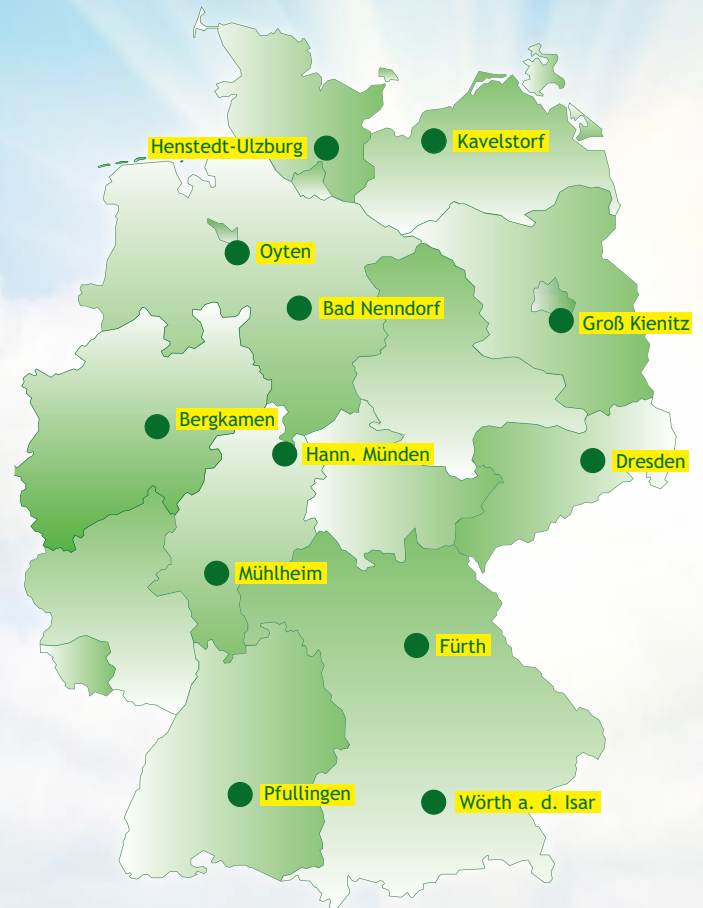 Henstedt-Ulzburg
Kavelstorf
Oyten
Bad Nenndorf
Groß Kienitz
Bergkamen
Hann. Münden
Dresden
Mühlheim
Fürth
Pfullingen
Wörth a. d. Isar